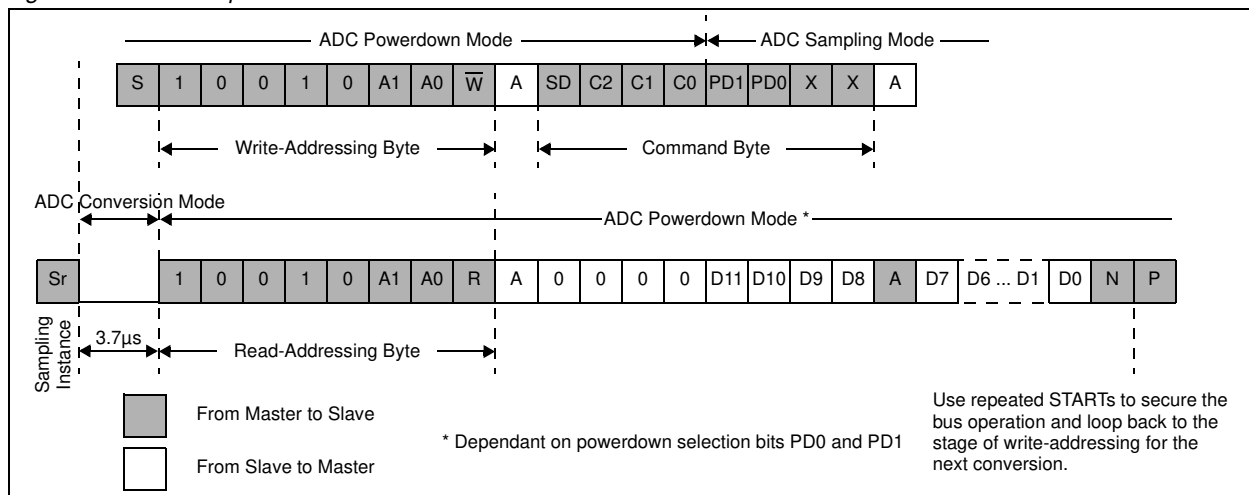 ADC Powerdown Mode ADC Sampling Mode
S 1 0 0 1 0 A1 A0 W̅ A SD C2 C1 C0 PD1 PD0 X X A
Write-Addressing Byte Command Byte
ADC Conversion Mode
ADC Powerdown Mode *
Sr 1 0 0 1 0 A1 A0 R A 0 0 0 0 D11 D10 D9 D8 A D7 D6 ... D1 D0 N P
Sampling
Instance
3.7µs
Read-Addressing Byte
From Master to Slave
From Slave to Master
* Dependant on powerdown selection bits PD0 and PD1
Use repeated STARTs to secure the
bus operation and loop back to the
stage of write-addressing for the
next conversion.